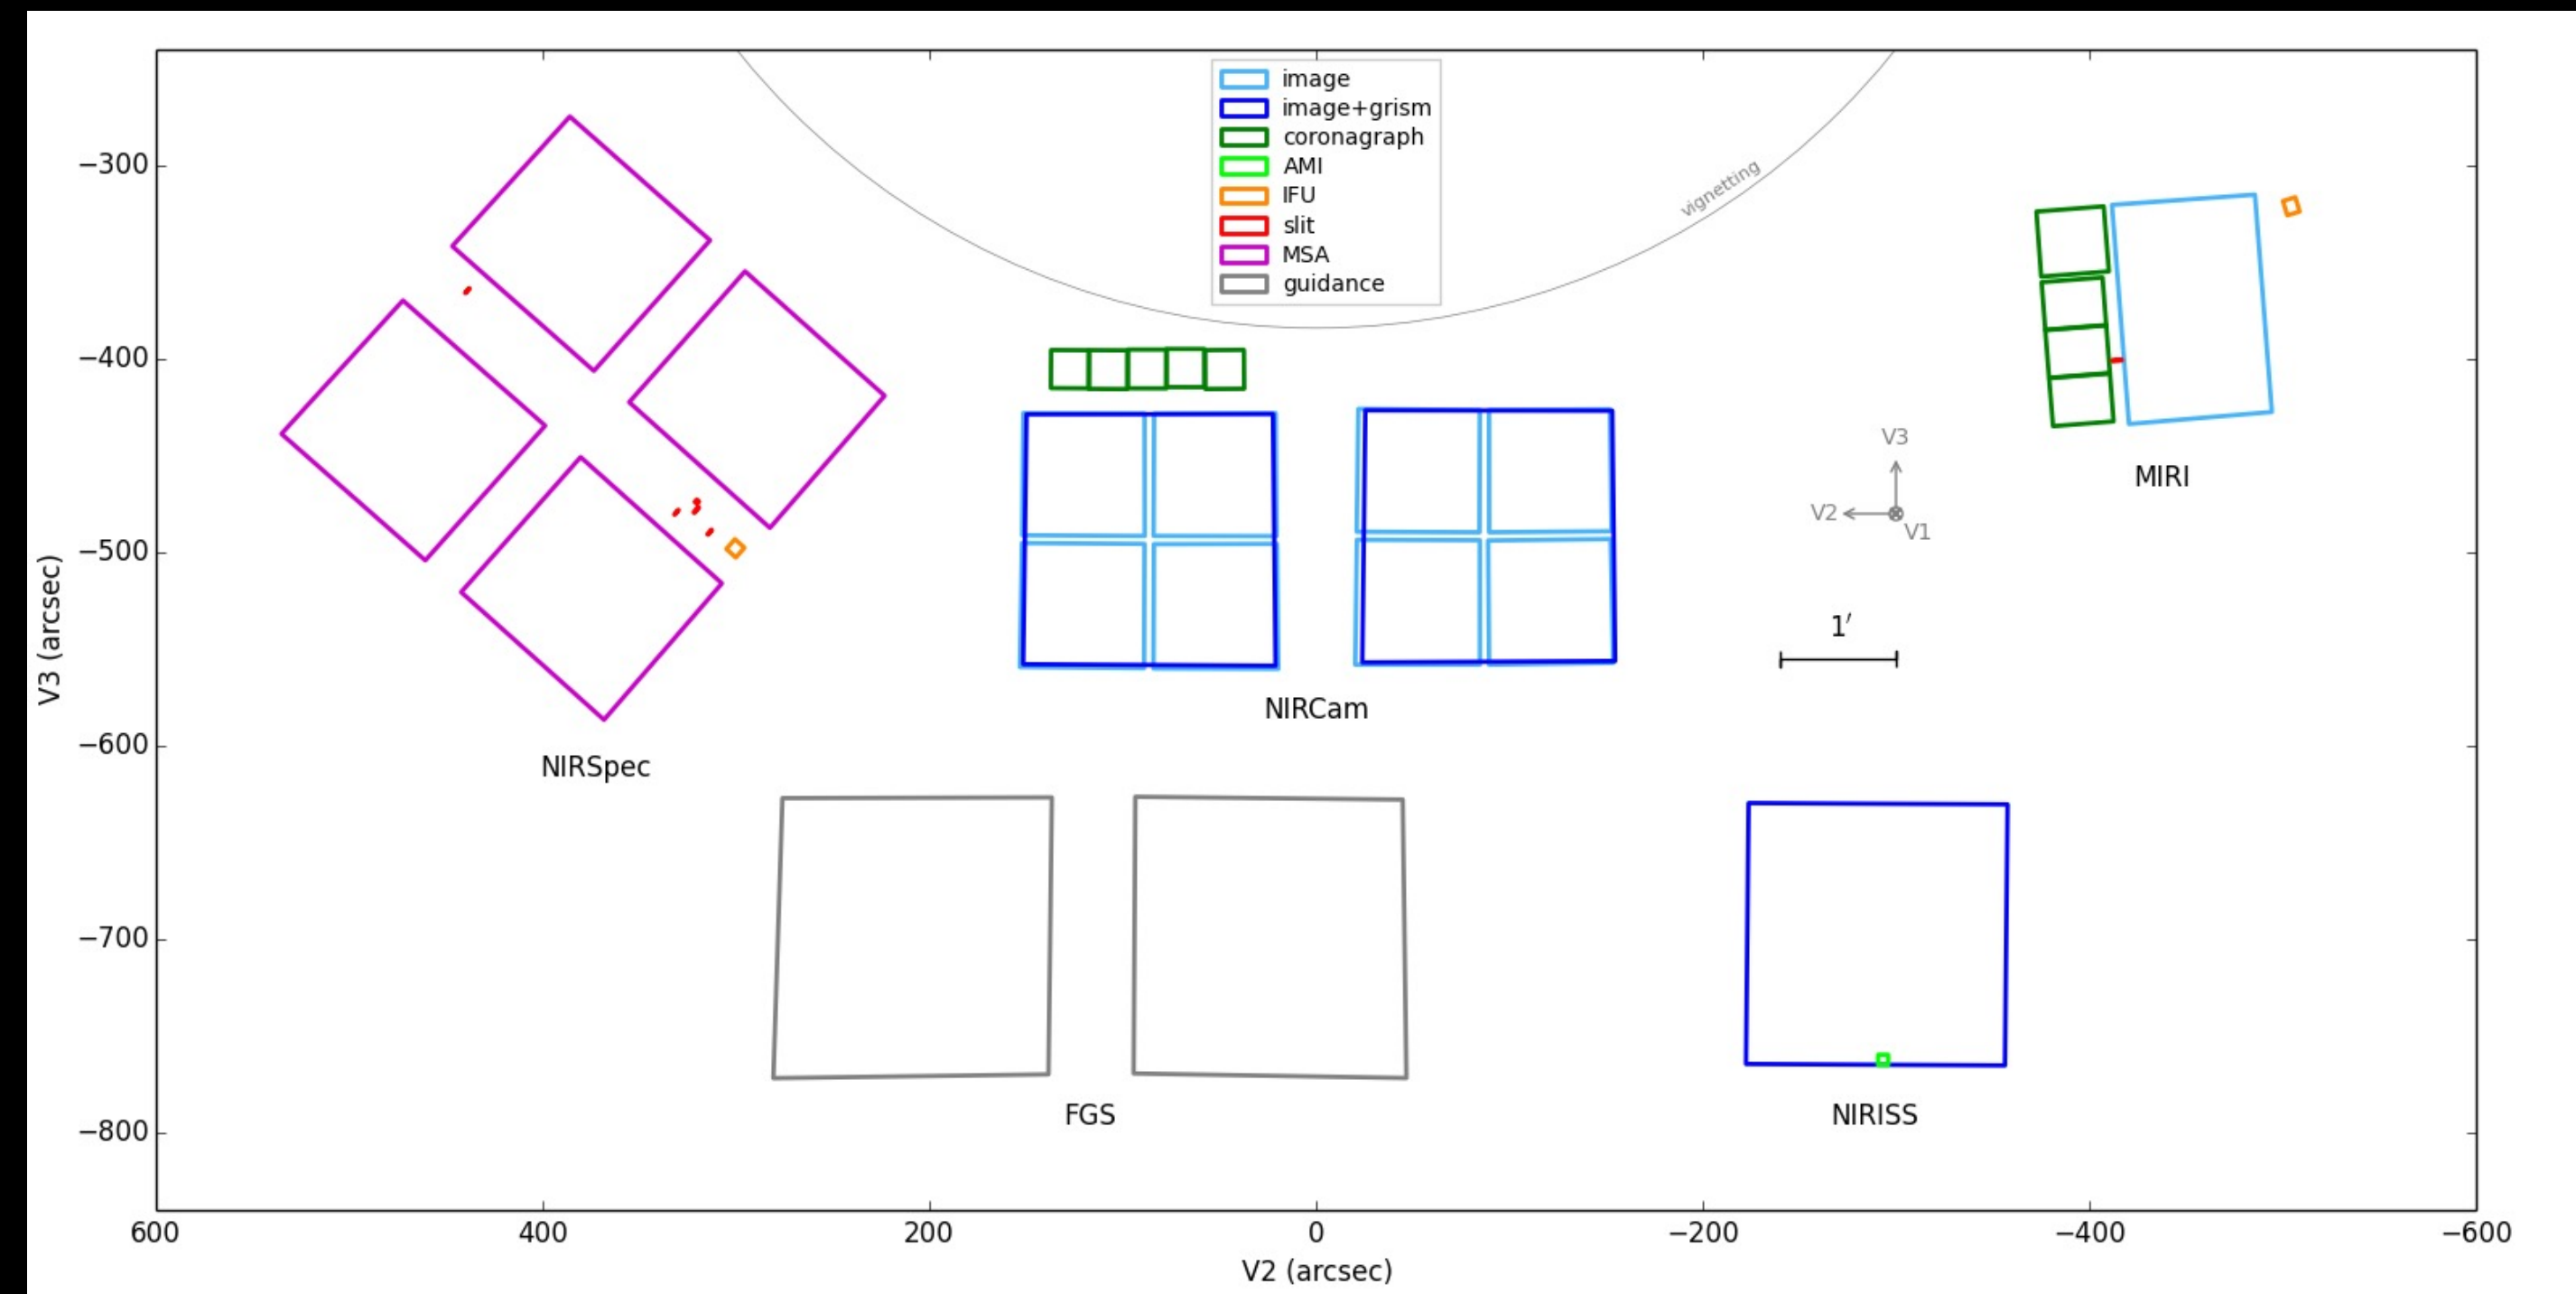 image
image+grism
coronagraph
AMI
IFU
slit
MSA
guidance
vignetting
−300
−400
−500
−600
−700
−800
V3 (arcsec)
MIRI
V3
V2
V1
1′
NIRCam
NIRSpec
FGS
NIRISS
600
400
200
0
−200
−400
−600
V2 (arcsec)